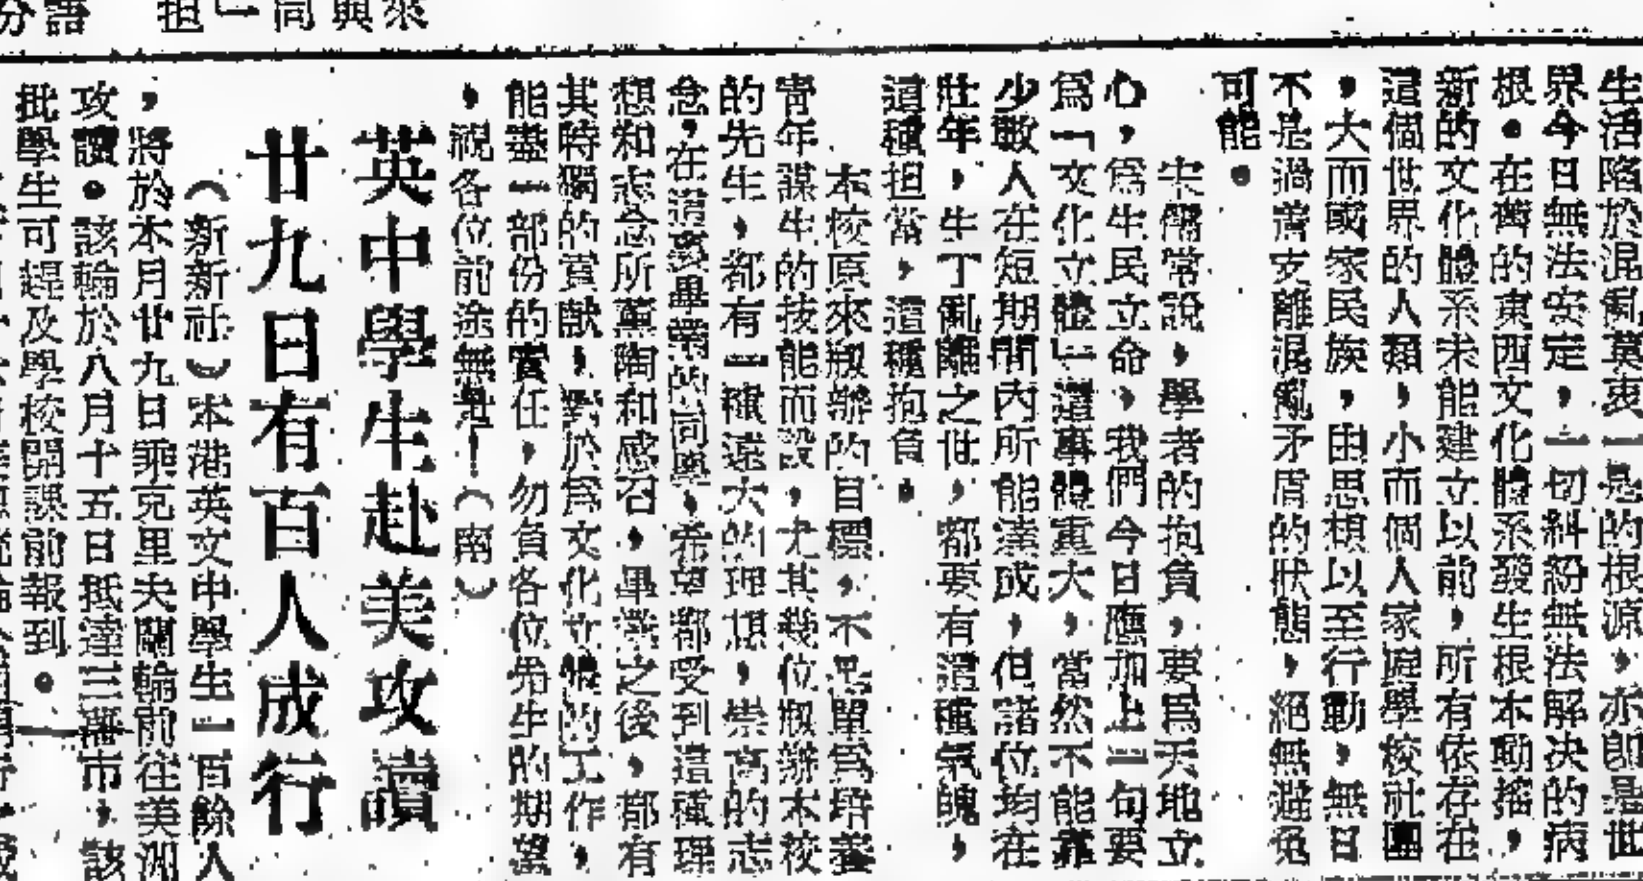 生活陷於混亂莫衷一是的根源，亦即是世
界今日無法安定，一切糾紛無法解決的病
根。在舊的東西文化體系發生根本動搖，
新的文化體系未能建立以前，所有依存在
這個世界的人類，小而個人家庭學校社團
，大而國家民族，由思想以至行動，無日
不是過着支離混亂矛盾的狀態，絕無避免
可能。
宋儒常說，學者的抱負，要爲天地立
心，爲生民立命，我們今日應加上一句要
爲「文化立體」這事體重大，當然不能靠
少數人在短期間內所能達成，但諸位均在
壯年，生丁亂離之世，都要有這種氣魄，
這種担當，這種抱負。
本校原來叔辦的目標，不是單爲培養
靑年謀生的技能而設，尤其幾位叔辦本校
的先生，都有一種遠大的理想，崇高的志
念，在這裏畢業的同學，希望都受到這種理
想和志念所薰陶和感召，畢業之後，都有
其時獨的貢獻，對於爲文化立體的工作，
能盡一部份的責任，勿負各位先生的期望
，祝各位前途無量！（南）
英中學生赴美攻讀
廿九日有百人成行
（新新社）本港英文中學生一百餘人
，將於本月廿九日乘克里夫蘭輪前往美洲
攻讀。該輪於八月十五日抵達三藩市，該
批學生可趕及學校開課前報到。